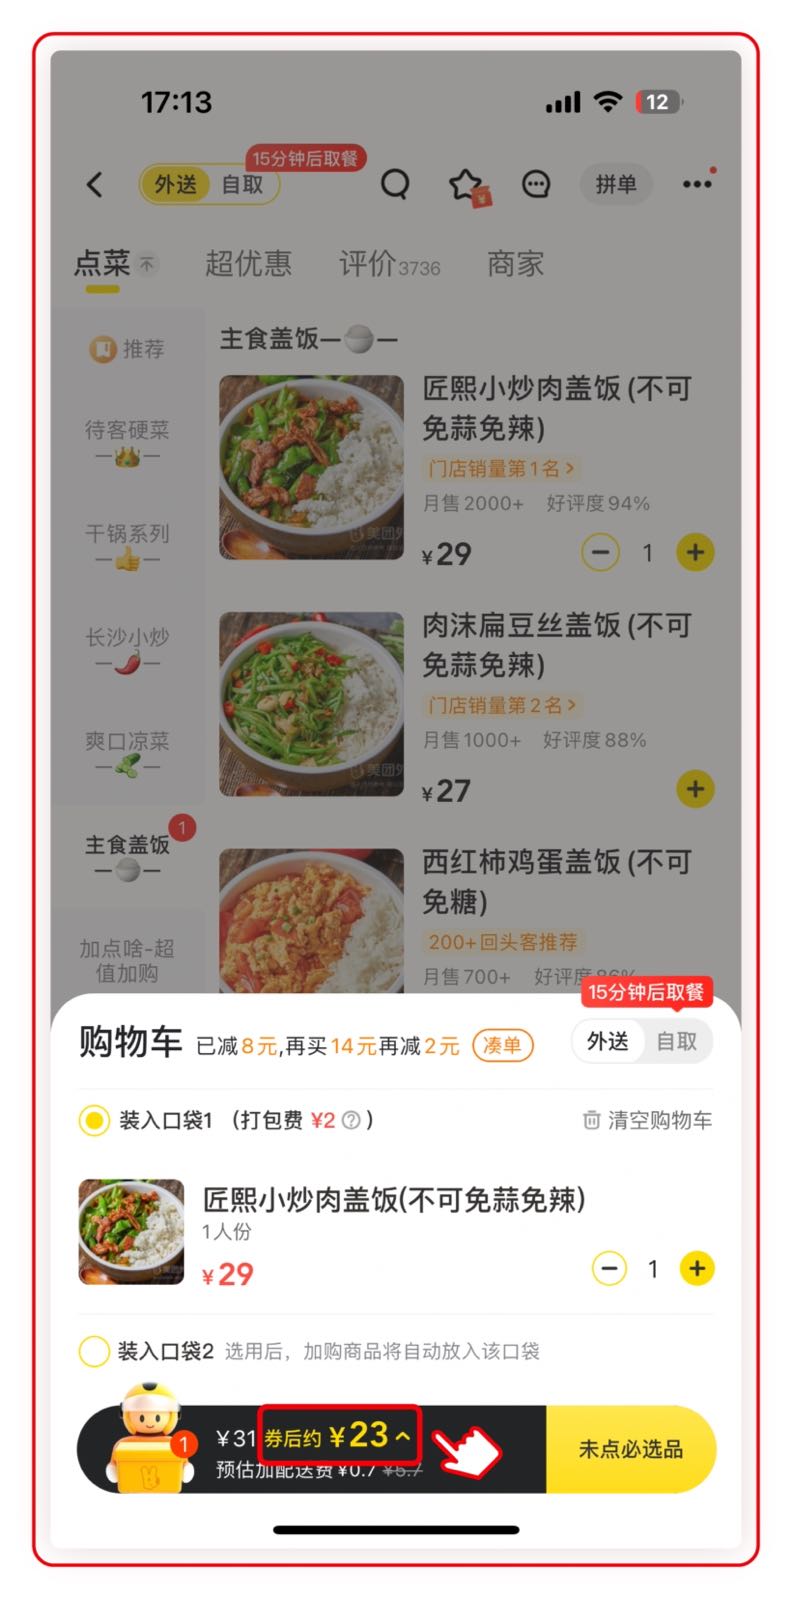 17:13
12
15分钟后取餐
外送 自取
拼单
点菜 超优惠 评价3736 商家
推荐
待客硬菜
干锅系列
长沙小炒
爽口凉菜
主食盖饭
1
加点啥-超
值加购
主食盖饭
匠熙小炒肉盖饭(不可
免蒜免辣)
门店销量第1名>
月售2000+ 好评度94%
¥29
1
肉沫扁豆丝盖饭(不可
免蒜免辣)
门店销量第2名>
月售1000+ 好评度88%
¥27
西红柿鸡蛋盖饭(不可
免糖)
200+回头客推荐
月售700+ 好评度86%
15分钟后取餐
购物车 已减8元,再买14元再减2元 凑单
外送 自取
装入口袋1 (打包费 ¥2 ?)
清空购物车
匠熙小炒肉盖饭(不可免蒜免辣)
1人份
¥29
1
装入口袋2 选用后，加购商品将自动放入该口袋
1
¥31 券后约 ¥23
预估加配送费 ¥0.7 ¥5.7
未点必选品